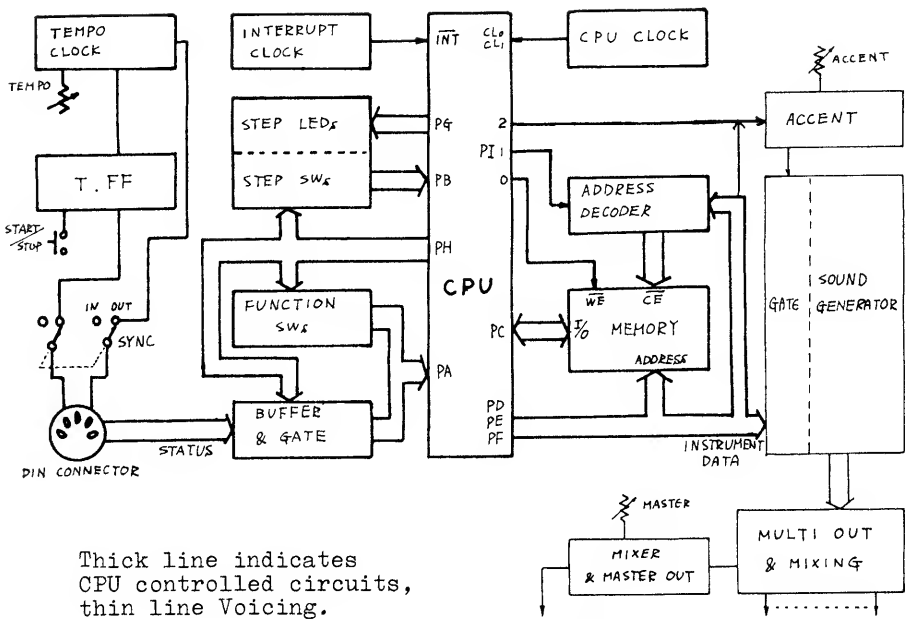 TEMPO
CLOCK
TEMPO
T.FF
START/
STOP
IN OUT
SYNC
DIN CONNECTOR
STATUS
INTERRUPT
CLOCK
STEP LEDs
STEP SWs
FUNCTION
SWs
BUFFER
& GATE
INT
CL0
CL1
PG
PB
PH
PA
CPU
2
PI 1
0
PC
PD
PE
PF
CPU CLOCK
ADDRESS
DECODER
WE
CE
I/O
MEMORY
ADDRESS
ACCENT
ACCENT
GATE
SOUND
GENERATOR
INSTRUMENT
DATA
MASTER
MIXER
& MASTER OUT
MULTI OUT
& MIXING
Thick line indicates
CPU controlled circuits,
thin line Voicing.